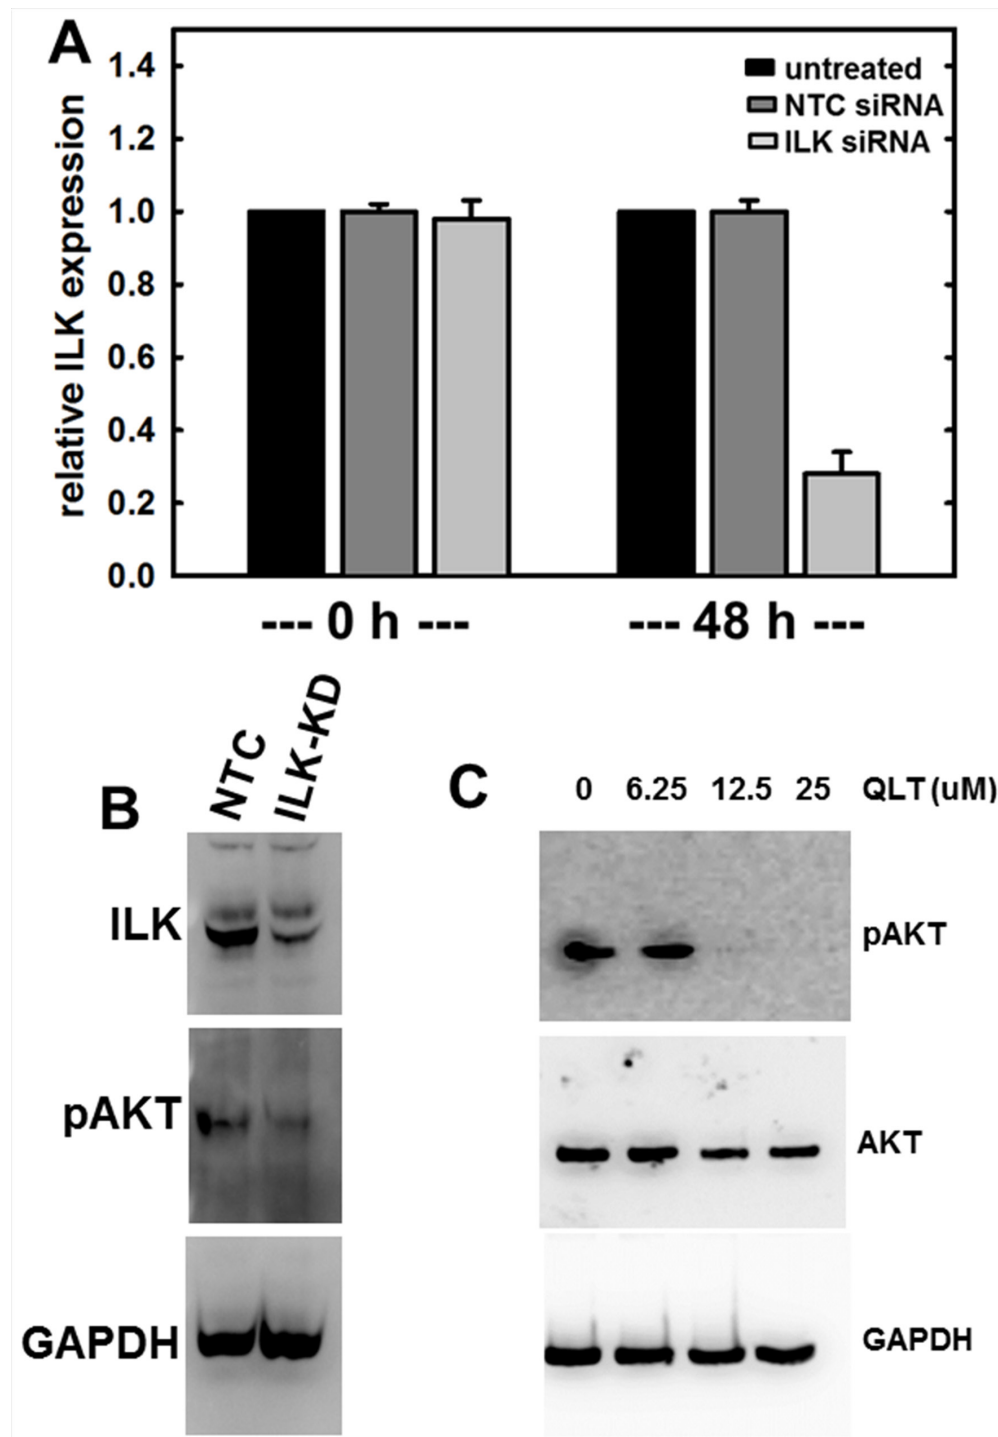 A
1.4
1.2
1.0
0.8
0.6
0.4
0.2
0.0
relative ILK expression
untreated
NTC siRNA
ILK siRNA
--- 0 h --- --- 48 h ---
B
NTC ILK-KD
ILK
pAKT
GAPDH
C
0 6.25 12.5 25 QLT (uM)
pAKT
AKT
GAPDH